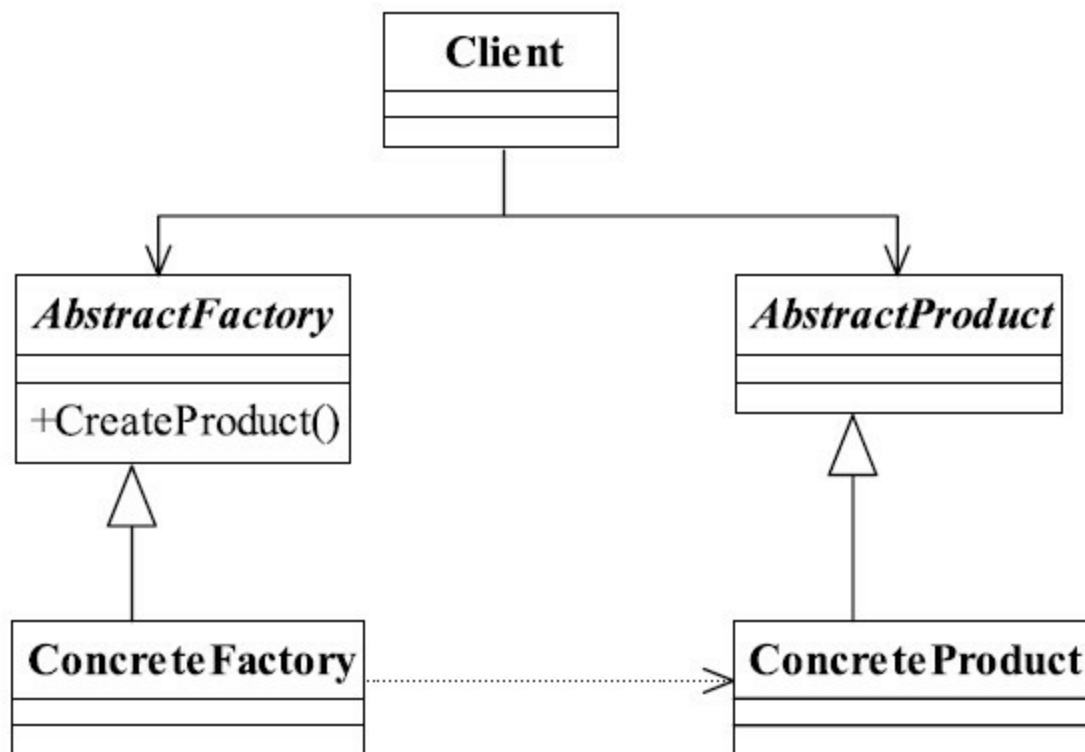 Client
AbstractFactory
AbstractProduct
+CreateProduct()
ConcreteFactory
ConcreteProduct